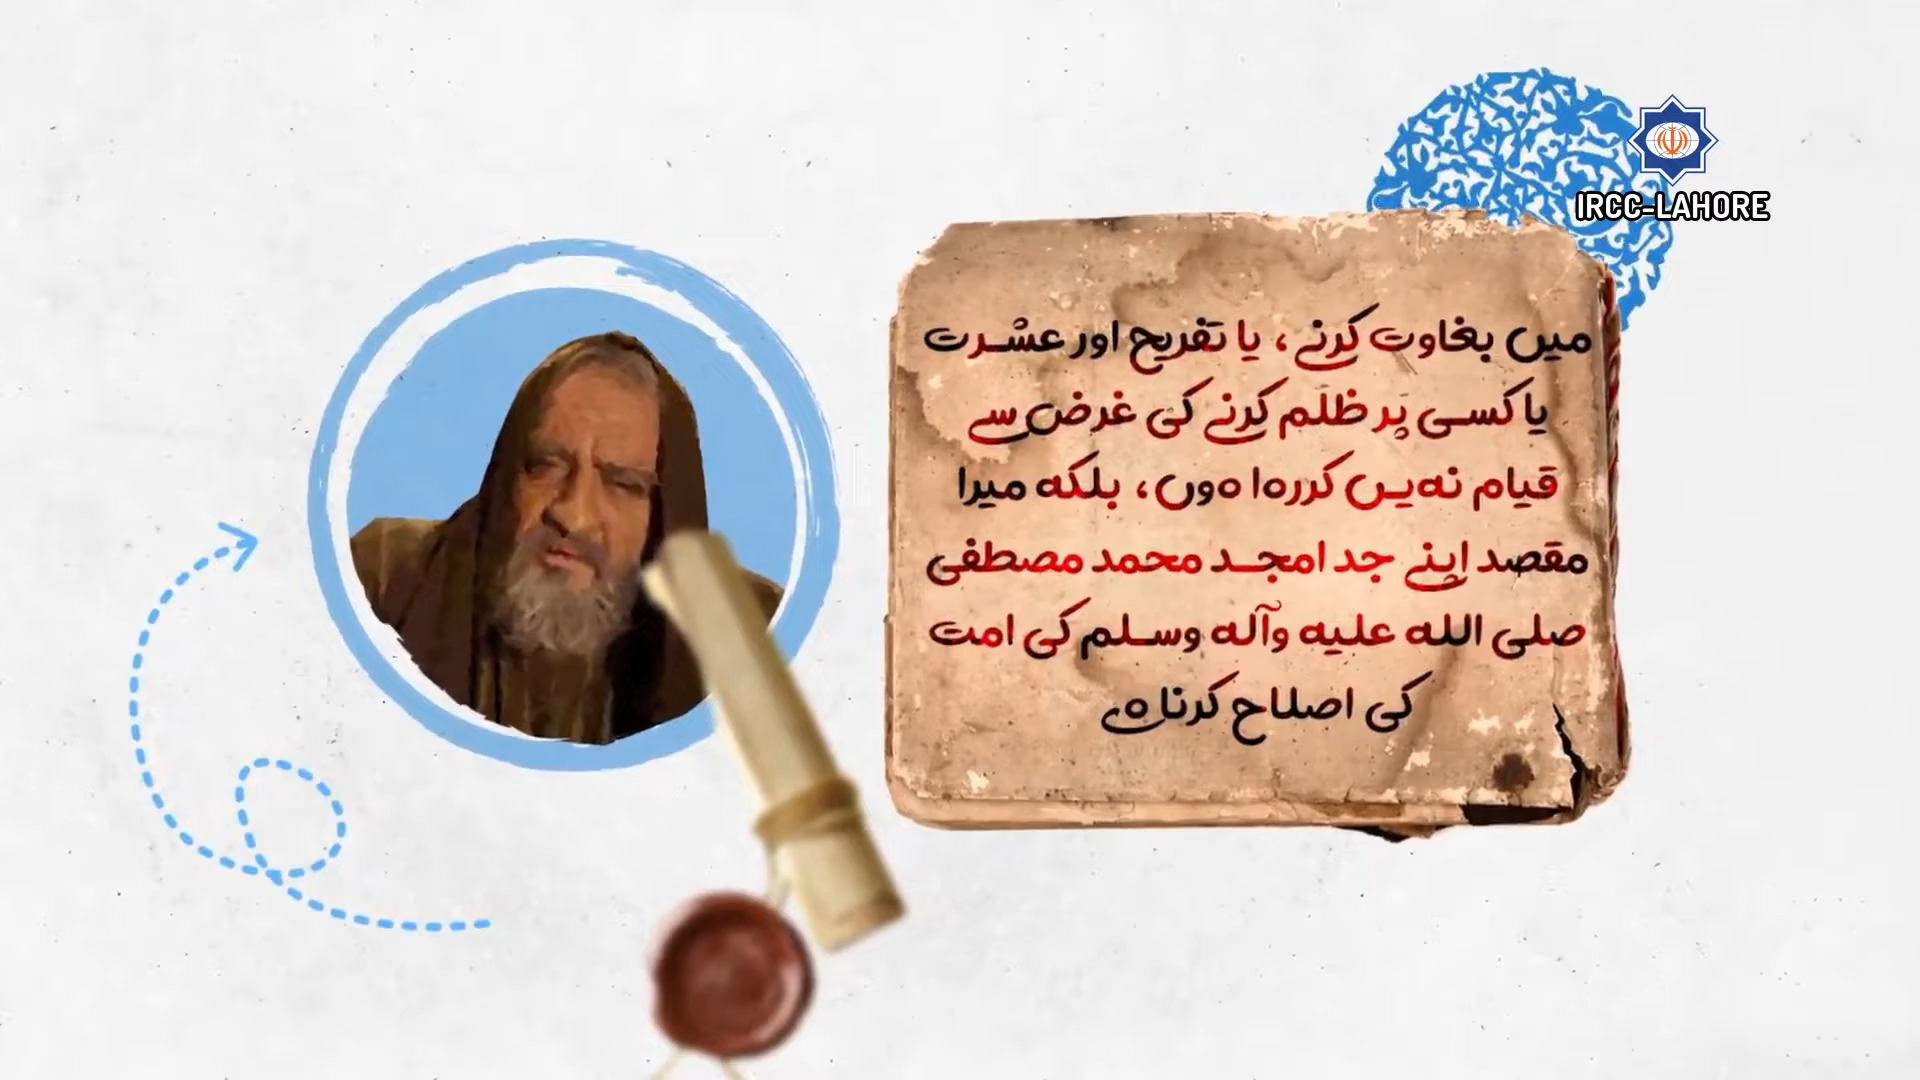 IRCC-LAHORE
میں بغاوت کرنے، یا تفریح اور عشرت
یا کسی پر ظلم کرنے کی غرض سے
قیام نہیں کررہا ہوں، بلکہ میرا
مقصد اپنے جد امجد محمد مصطفی
صلی اللہ علیہ وآلہ وسلم کی امت
کی اصلاح کرنا ہے